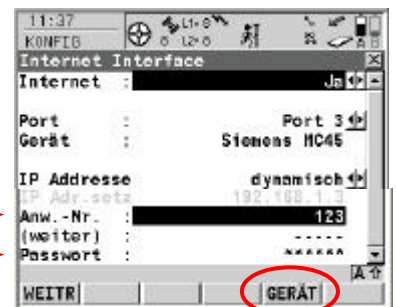 11:37
KONFIG
L1=8
8 L2=8
A B
Internet Interface
Internet : Ja
Port : Port 3
Gerät : Siemens MC45
IP Addresse dynamisch
IP Adr.setz 192.168.1.3
Anw.-Nr. : 123
(weiter) : -----
Passwort : ******
A
WEITR GERÄT